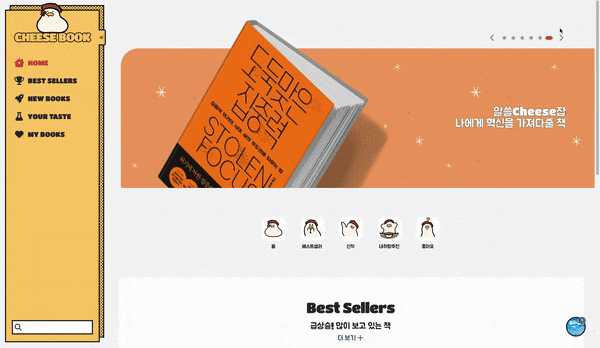 CHEESE BOOK
HOME
BEST SELLERS
NEW BOOKS
YOUR TASTE
MY BOOKS
도둑맞은
집중력
STOLEN
FOCUS
알쓸Cheese잡
나에게 혁신을 가져다줄 책
홈
베스트셀러
신작
내취향추천
좋아요
Best Sellers
급상승! 많이 보고 있는 책
더 보기 +